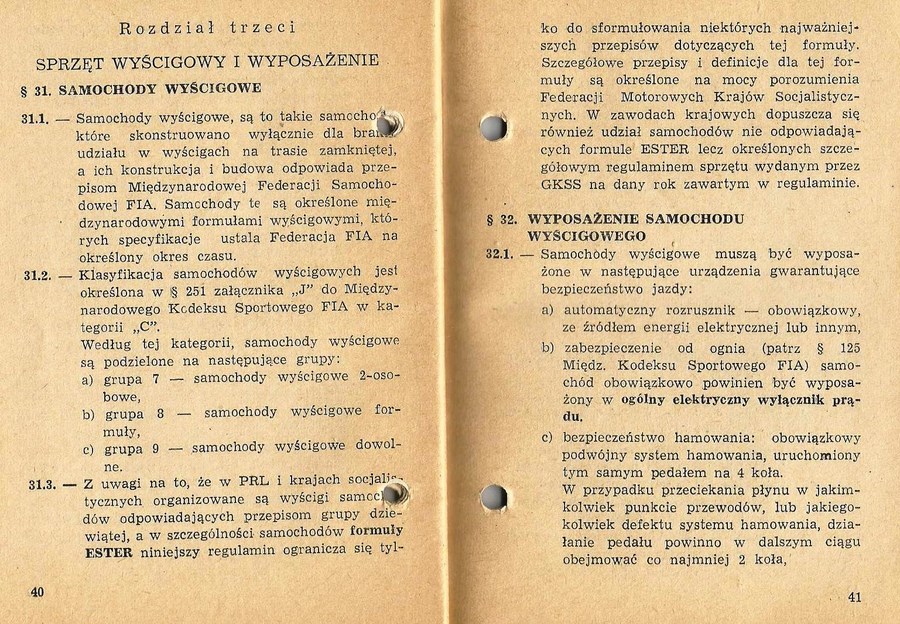 Rozdział trzeci
SPRZĘT WYŚCIGOWY I WYPOSAŻENIE
§ 31. SAMOCHODY WYŚCIGOWE
31.1. — Samochody wyścigowe, są to takie samocho
które skonstruowano wyłącznie dla bra
udziału w wyścigach na trasie zamkniętej,
a ich konstrukcja i budowa odpowiada prze-
pisom Międzynarodowej Federacji Samocho-
dowej FIA. Samochody te są określone mię-
dzynarodowymi formułami wyścigowymi, któ-
rych specyfikacje ustala Federacja FIA na
określony okres czasu.
31.2. — Klasyfikacja samochodów wyścigowych jest
określona w § 251 załącznika „J” do Między-
narodowego Kodeksu Sportowego FIA w ka-
tegorii „C”.
Według tej kategorii, samochody wyścigowe
są podzielone na następujące grupy:
a) grupa 7 — samochody wyścigowe 2-oso-
bowe,
b) grupa 8 — samochody wyścigowe for-
muły,
c) grupa 9 — samochody wyścigowe dowol-
ne.
31.3. — Z uwagi na to, że w PRL i krajach socjalis-
tycznych organizowane są wyścigi samoch
dów odpowiadających przepisom grupy dzie-
wiątej, a w szczególności samochodów formuły
ESTER niniejszy regulamin ogranicza się tyl-
40
ko do sformułowania niektórych najważniej-
szych przepisów dotyczących tej formuły.
Szczegółowe przepisy i definicje dla tej for-
muły są określone na mocy porozumienia
Federacji Motorowych Krajów Socjalistycz-
nych. W zawodach krajowych dopuszcza się
również udział samochodów nie odpowiadają-
cych formule ESTER lecz określonych szcze-
gółowym regulaminem sprzętu wydanym przez
GKSS na dany rok zawartym w regulaminie.
§ 32. WYPOSAŻENIE SAMOCHODU
WYŚCIGOWEGO
32.1. — Samochody wyścigowe muszą być wyposa-
żone w następujące urządzenia gwarantujące
bezpieczeństwo jazdy:
a) automatyczny rozrusznik — obowiązkowy,
ze źródłem energii elektrycznej lub innym,
b) zabezpieczenie od ognia (patrz § 125
Międz. Kodeksu Sportowego FIA) samo-
chód obowiązkowo powinien być wyposa-
żony w ogólny elektryczny wyłącznik prą-
du,
c) bezpieczeństwo hamowania: obowiązkowy
podwójny system hamowania, uruchomiony
tym samym pedałem na 4 koła.
W przypadku przeciekania płynu w jakim-
kolwiek punkcie przewodów, lub jakiego-
kolwiek defektu systemu hamowania, dzia-
łanie pedału powinno w dalszym ciągu
obejmować co najmniej 2 koła,
41